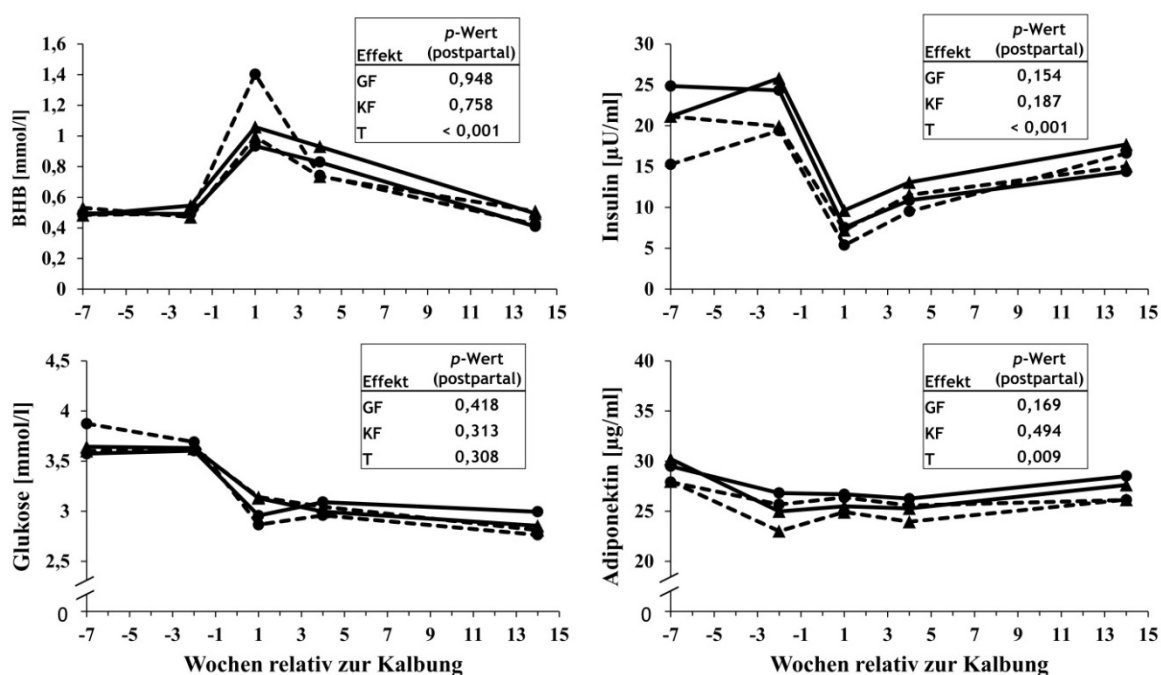 BHB [mmol/l]
1,6
1,4
1,2
1
0,8
0,6
0,4
0,2
0
p-Wert
Effekt (postpartal)
GF 0,948
KF 0,758
T < 0,001
-7 -5 -3 -1 1 3 5 7 9 11 13 15
Insulin [µU/ml]
30
25
20
15
10
5
0
p-Wert
Effekt (postpartal)
GF 0,154
KF 0,187
T < 0,001
-7 -5 -3 -1 1 3 5 7 9 11 13 15
Glukose [mmol/l]
4,5
4
3,5
3
2,5
0
p-Wert
Effekt (postpartal)
GF 0,418
KF 0,313
T 0,308
-7 -5 -3 -1 1 3 5 7 9 11 13 15
Wochen relativ zur Kalbung
Adiponektin [µg/ml]
40
35
30
25
20
0
p-Wert
Effekt (postpartal)
GF 0,169
KF 0,494
T 0,009
-7 -5 -3 -1 1 3 5 7 9 11 13 15
Wochen relativ zur Kalbung